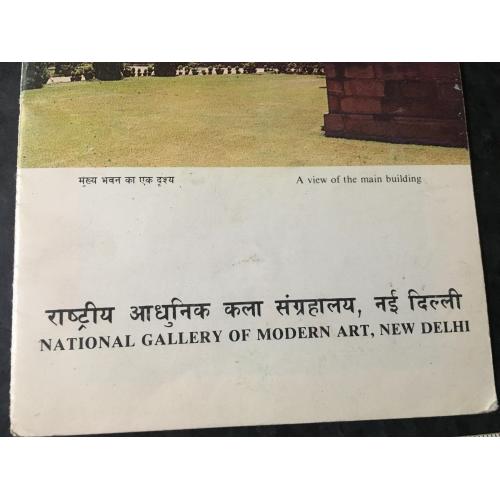 मुख्य भवन का एक दृश्य
A view of the main building
राष्ट्रीय आधुनिक कला संग्रहालय, नई दिल्ली
NATIONAL GALLERY OF MODERN ART, NEW DELHI